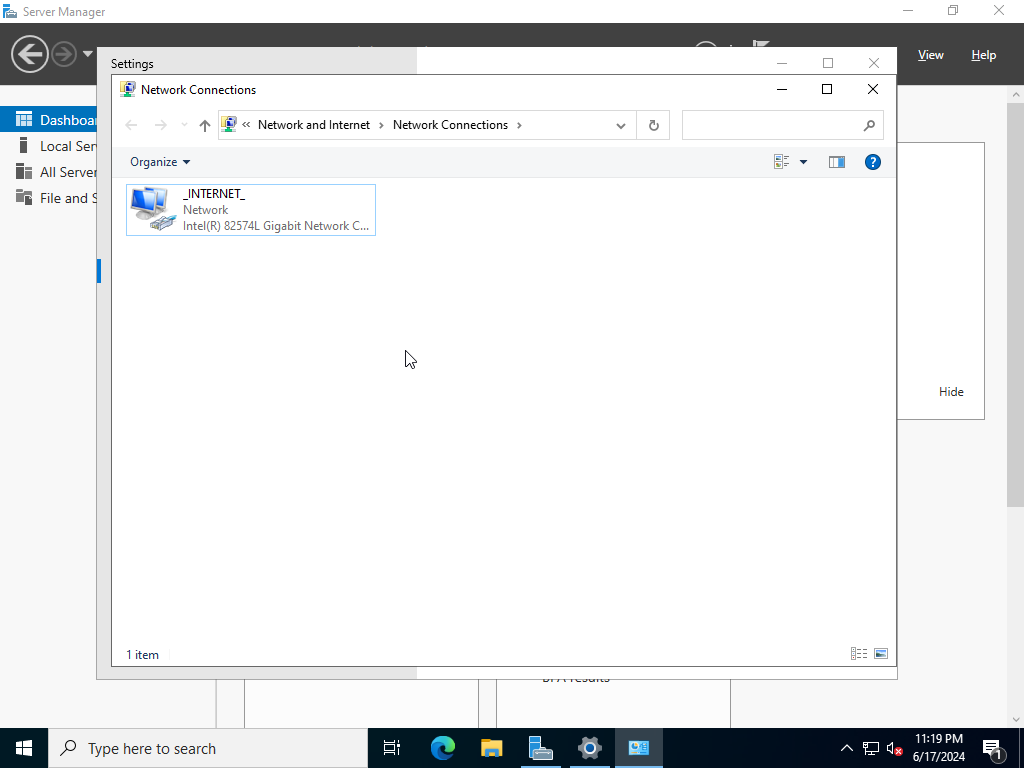 Server Manager
View
Help
Settings
Network Connections
« Network and Internet › Network Connections ›
Organize
Dashboa
Local Ser
All Server
File and S
_INTERNET_
Network
Intel(R) 82574L Gigabit Network C...
Hide
1 item
BPA results
Type here to search
11:19 PM
6/17/2024
1